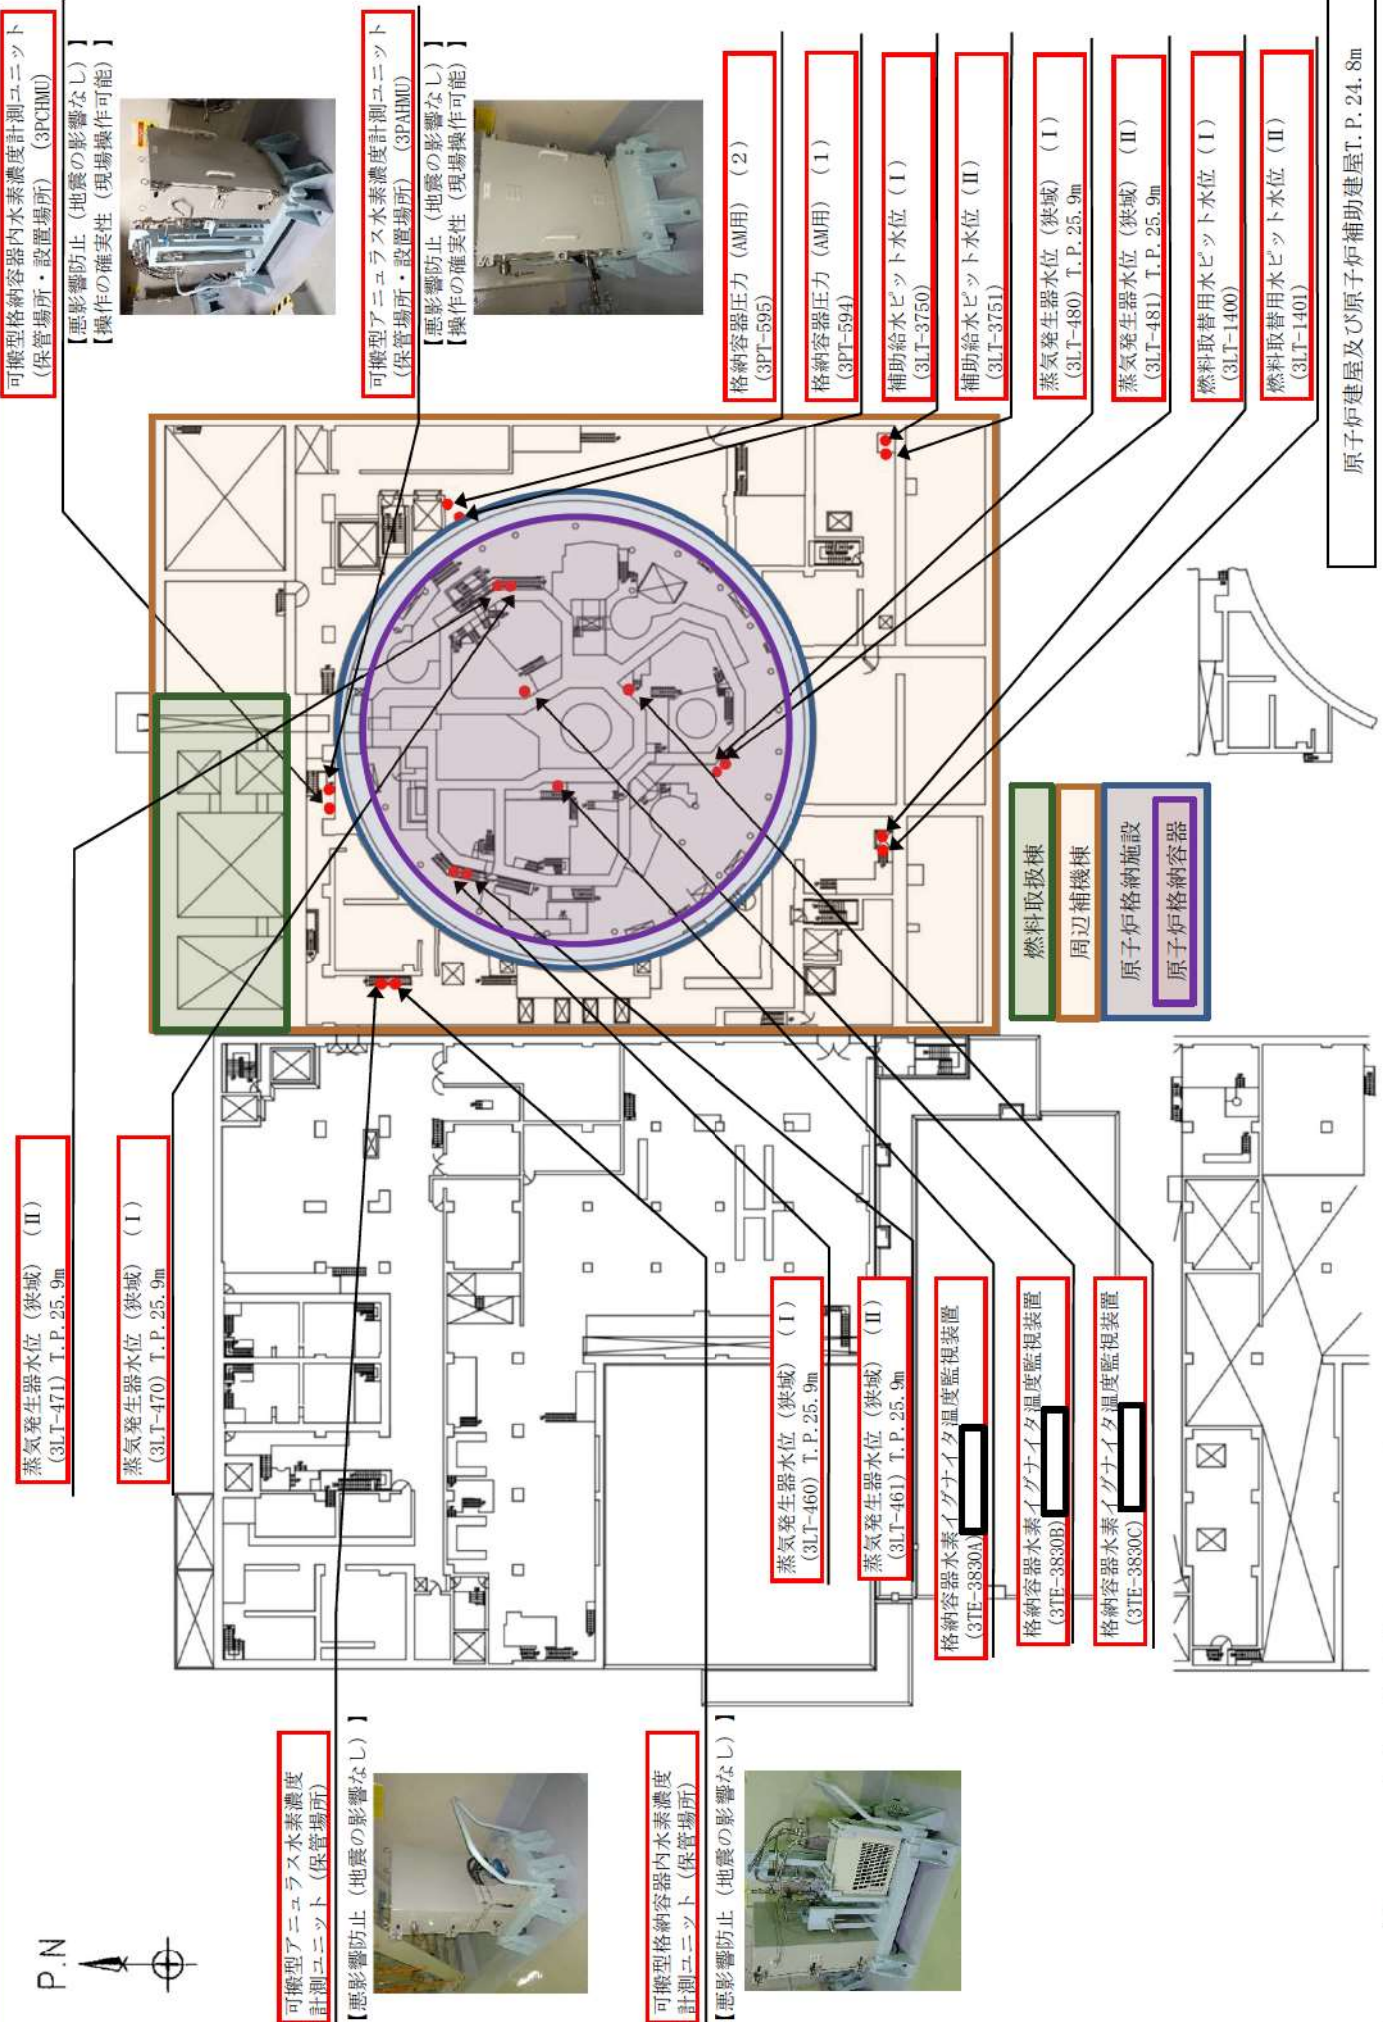 P.N
可搬型アニュラス水素濃度
計測ユニット (保管場所)
【悪影響防止 (地震の影響なし) 】
可搬型格納容器内水素濃度
計測ユニット (保管場所)
【悪影響防止 (地震の影響なし) 】
蒸気発生器水位 (狭域) (Ⅱ)
(3LT-471) T.P.25.9m
蒸気発生器水位 (狭域) (Ⅰ)
(3LT-470) T.P.25.9m
蒸気発生器水位 (狭域) (Ⅰ)
(3LT-460) T.P.25.9m
蒸気発生器水位 (狭域) (Ⅱ)
(3LT-461) T.P.25.9m
格納容器水素イグナイタ温度監視装置
(3TE-3830A)
格納容器水素イグナイタ温度監視装置
(3TE-3830B)
格納容器水素イグナイタ温度監視装置
(3TE-3830C)
燃料取扱棟
周辺補機棟
原子炉格納施設
原子炉格納容器
可搬型格納容器内水素濃度計測ユニット
(保管場所・設置場所) (3PCHMU)
【悪影響防止 (地震の影響なし) 】
【操作の確実性 (現場操作可能) 】
可搬型アニュラス水素濃度計測ユニット
(保管場所・設置場所) (3PAHMU)
【悪影響防止 (地震の影響なし) 】
【操作の確実性 (現場操作可能) 】
格納容器圧力 (AM用) (2)
(3PT-595)
格納容器圧力 (AM用) (1)
(3PT-594)
補助給水ピット水位 (Ⅰ)
(3LT-3750)
補助給水ピット水位 (Ⅱ)
(3LT-3751)
蒸気発生器水位 (狭域) (Ⅰ)
(3LT-480) T.P.25.9m
蒸気発生器水位 (狭域) (Ⅱ)
(3LT-481) T.P.25.9m
燃料取替用水ピット水位 (Ⅰ)
(3LT-1400)
燃料取替用水ピット水位 (Ⅱ)
(3LT-1401)
原子炉建屋及び原子炉補助建屋T.P.24.8m